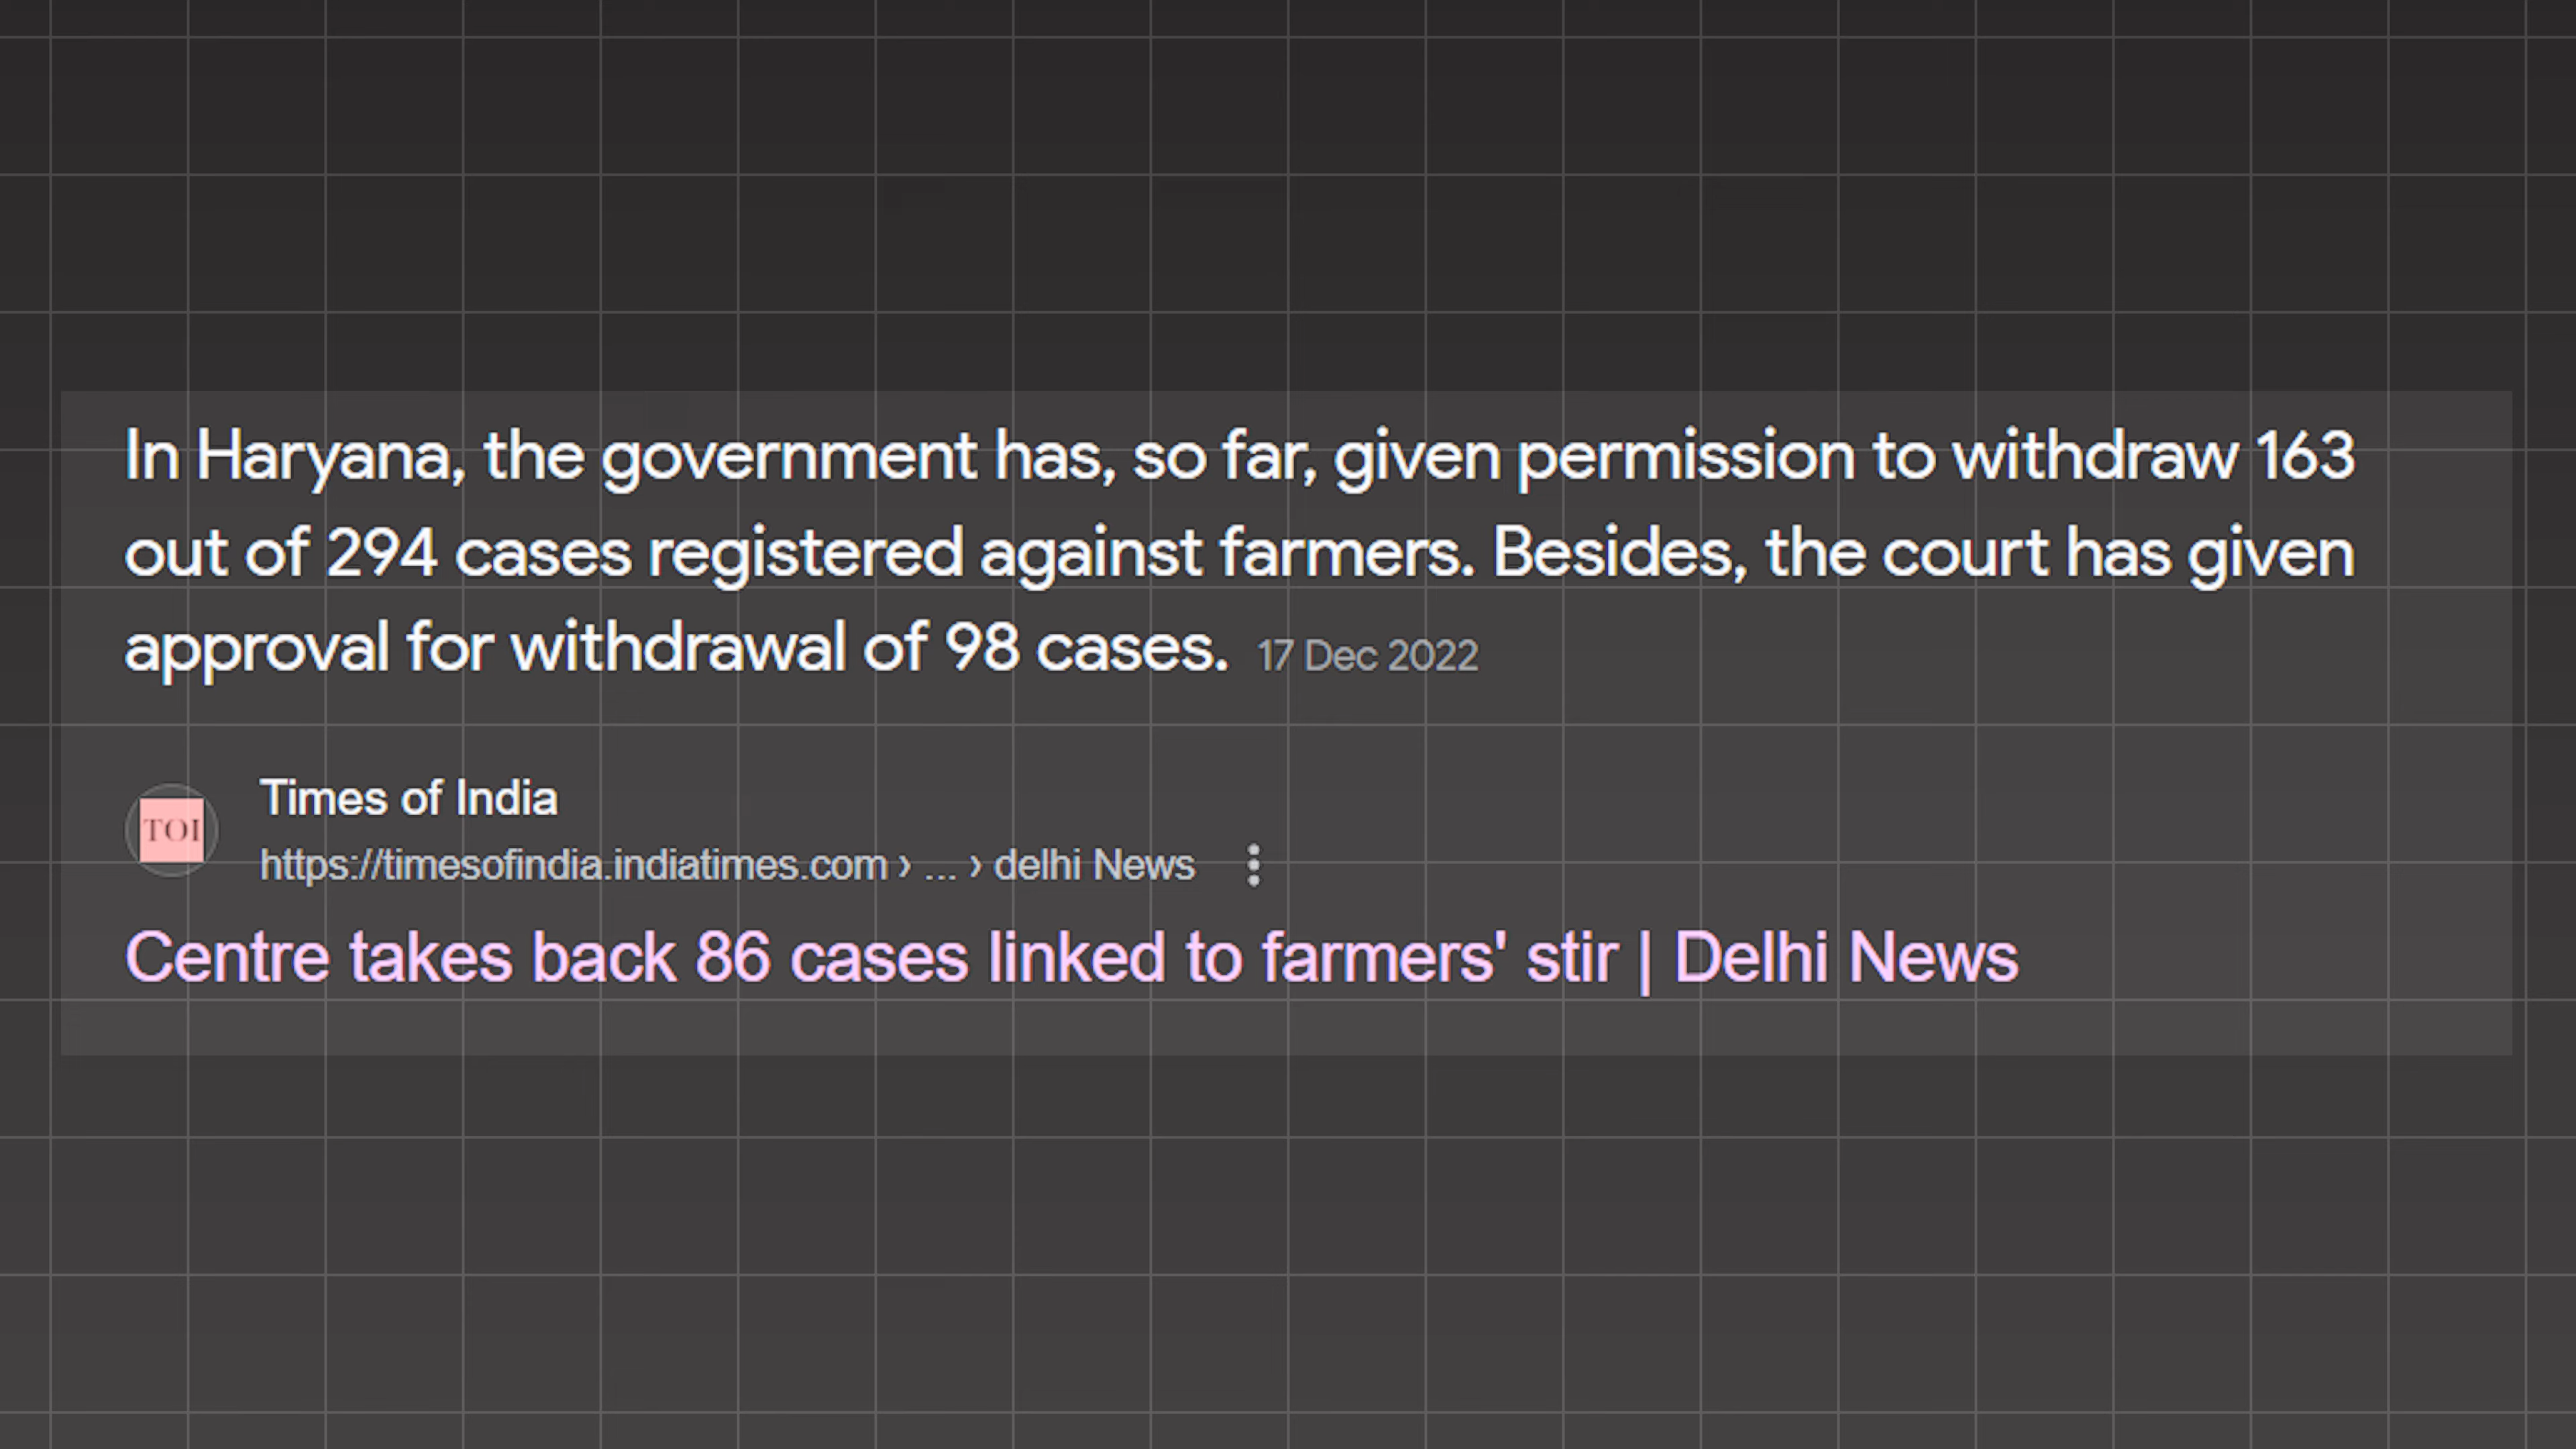 In Haryana, the government has, so far, given permission to withdraw 163
out of 294 cases registered against farmers. Besides, the court has given
approval for withdrawal of 98 cases. 17 Dec 2022
TOI
Times of India
https://timesofindia.indiatimes.com › ... › delhi News
Centre takes back 86 cases linked to farmers' stir | Delhi News